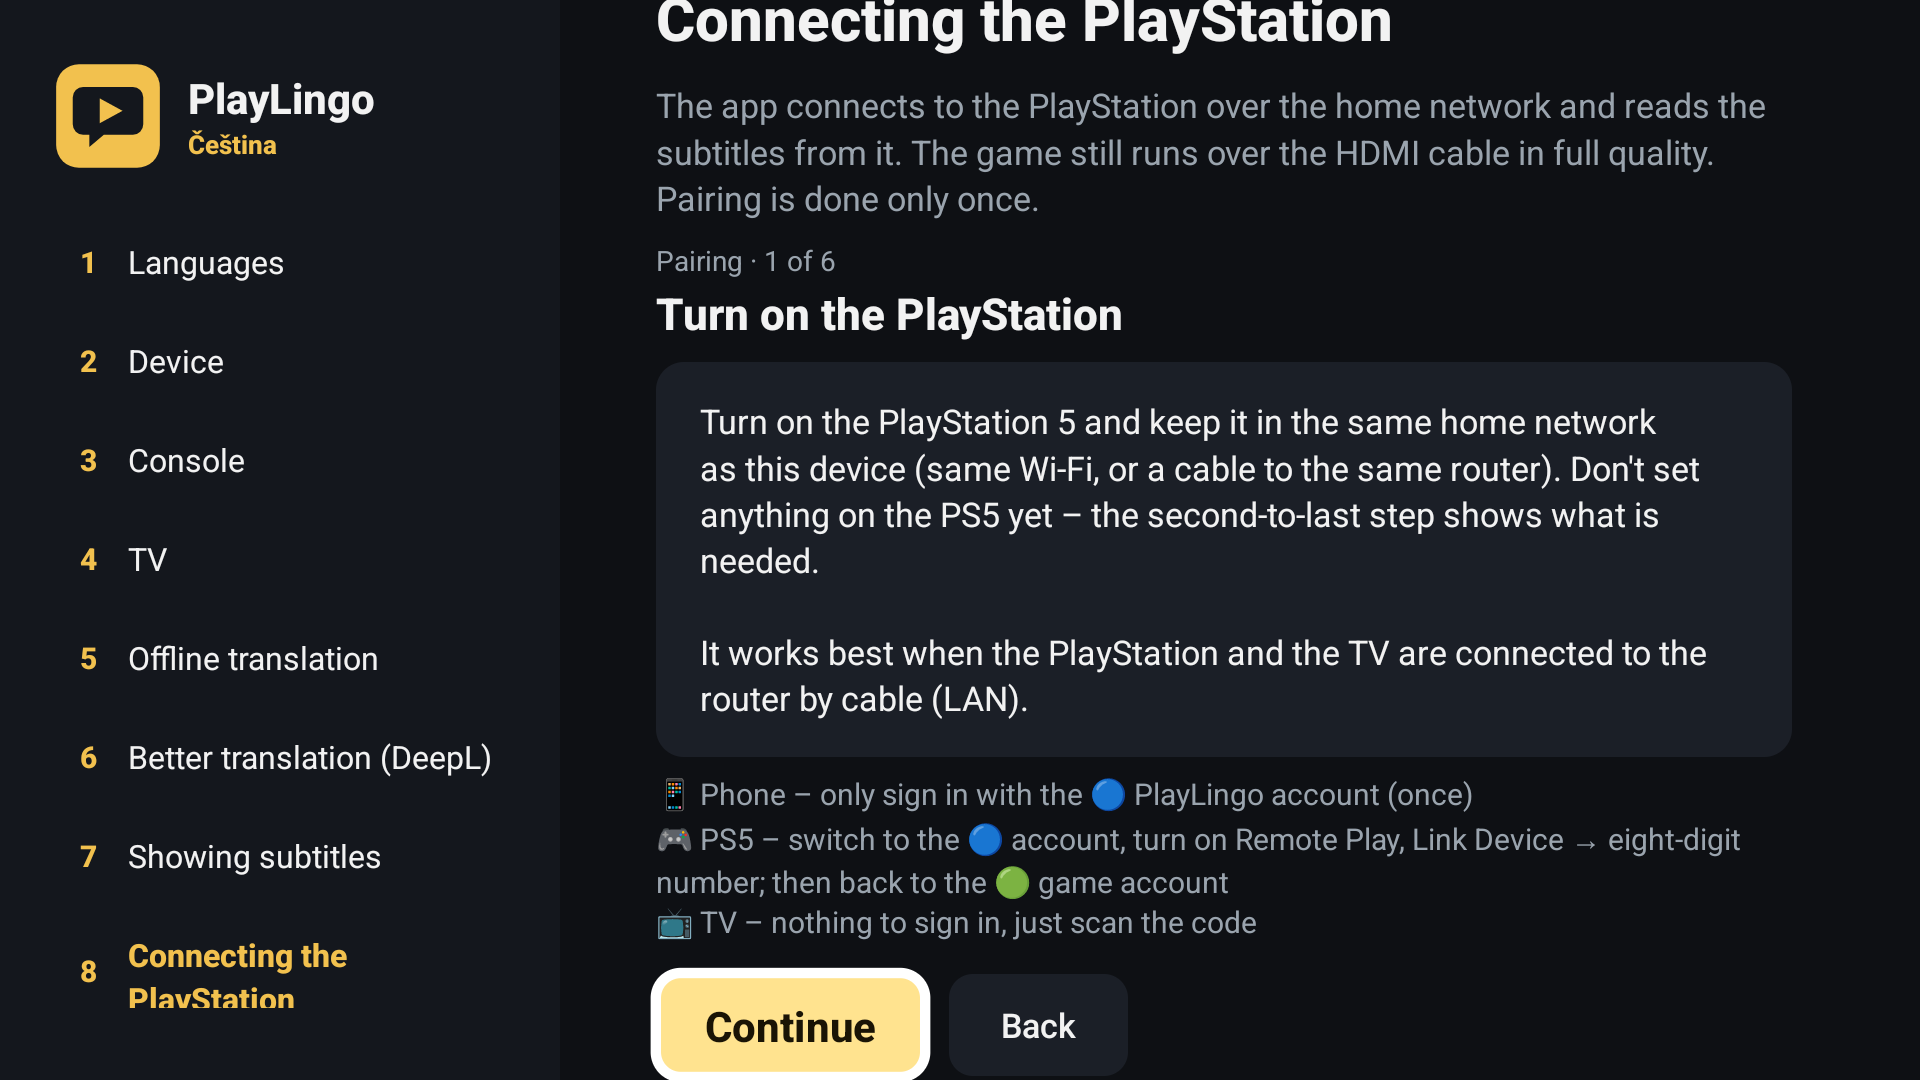 PlayLingo
Čeština
1 Languages
2 Device
3 Console
4 TV
5 Offline translation
6 Better translation (DeepL)
7 Showing subtitles
8 Connecting the
PlayStation
Connecting the PlayStation
The app connects to the PlayStation over the home network and reads the
subtitles from it. The game still runs over the HDMI cable in full quality.
Pairing is done only once.
Pairing · 1 of 6
Turn on the PlayStation
Turn on the PlayStation 5 and keep it in the same home network
as this device (same Wi-Fi, or a cable to the same router). Don't set
anything on the PS5 yet – the second-to-last step shows what is
needed.
It works best when the PlayStation and the TV are connected to the
router by cable (LAN).
📱 Phone – only sign in with the 🔵 PlayLingo account (once)
🎮 PS5 – switch to the 🔵 account, turn on Remote Play, Link Device → eight-digit
number; then back to the 🟢 game account
📺 TV – nothing to sign in, just scan the code
Continue
Back